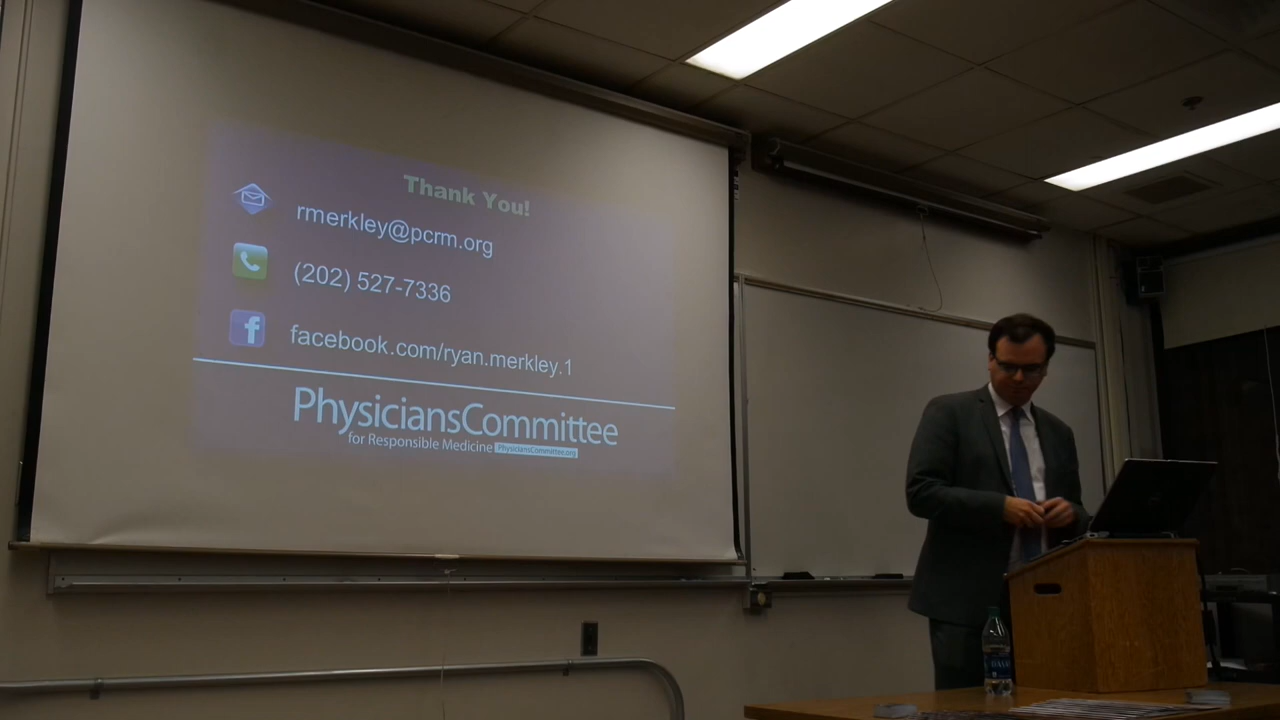 Thank You!
rmerkley@pcrm.org
(202) 527-7336
facebook.com/ryan.merkley.1
PhysiciansCommittee
for Responsible Medicine PhysiciansCommittee.org